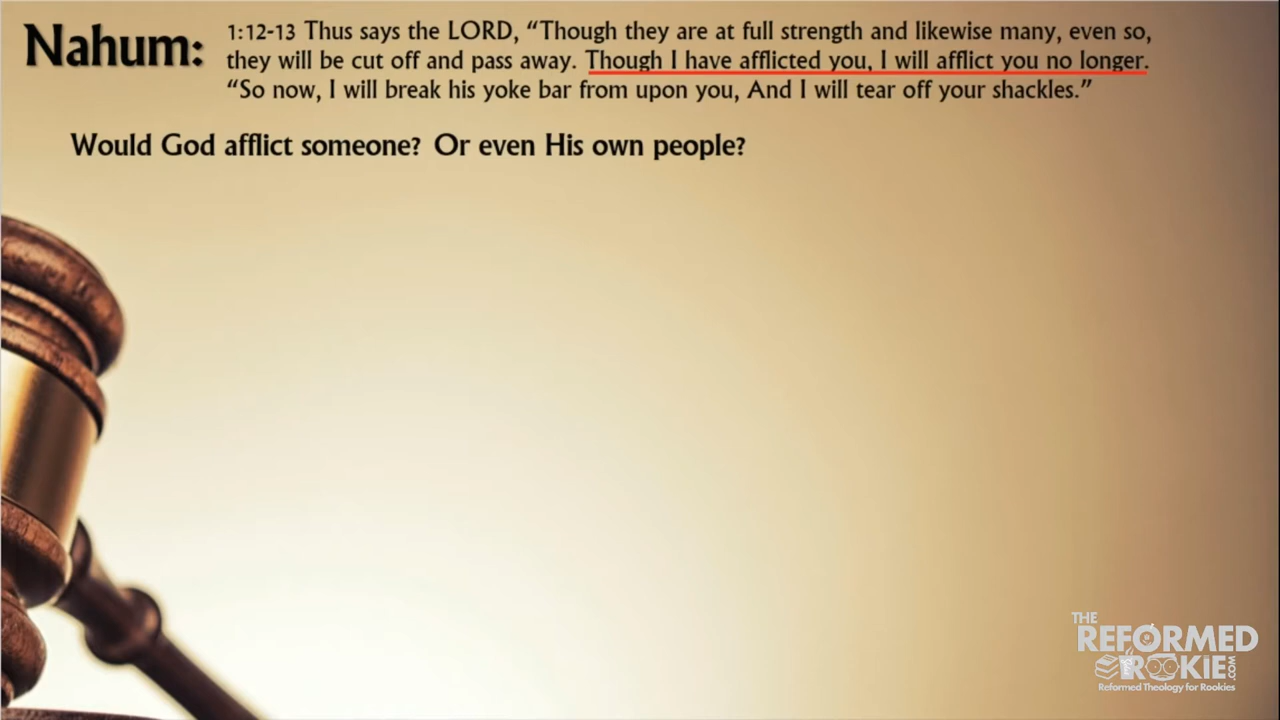 Nahum:
1:12-13 Thus says the LORD, “Though they are at full strength and likewise many, even so,
they will be cut off and pass away. Though I have afflicted you, I will afflict you no longer.
“So now, I will break his yoke bar from upon you, And I will tear off your shackles.”
Would God afflict someone? Or even His own people?
THE
REFORMED
ROOKIE.COM
Reformed Theology for Rookies